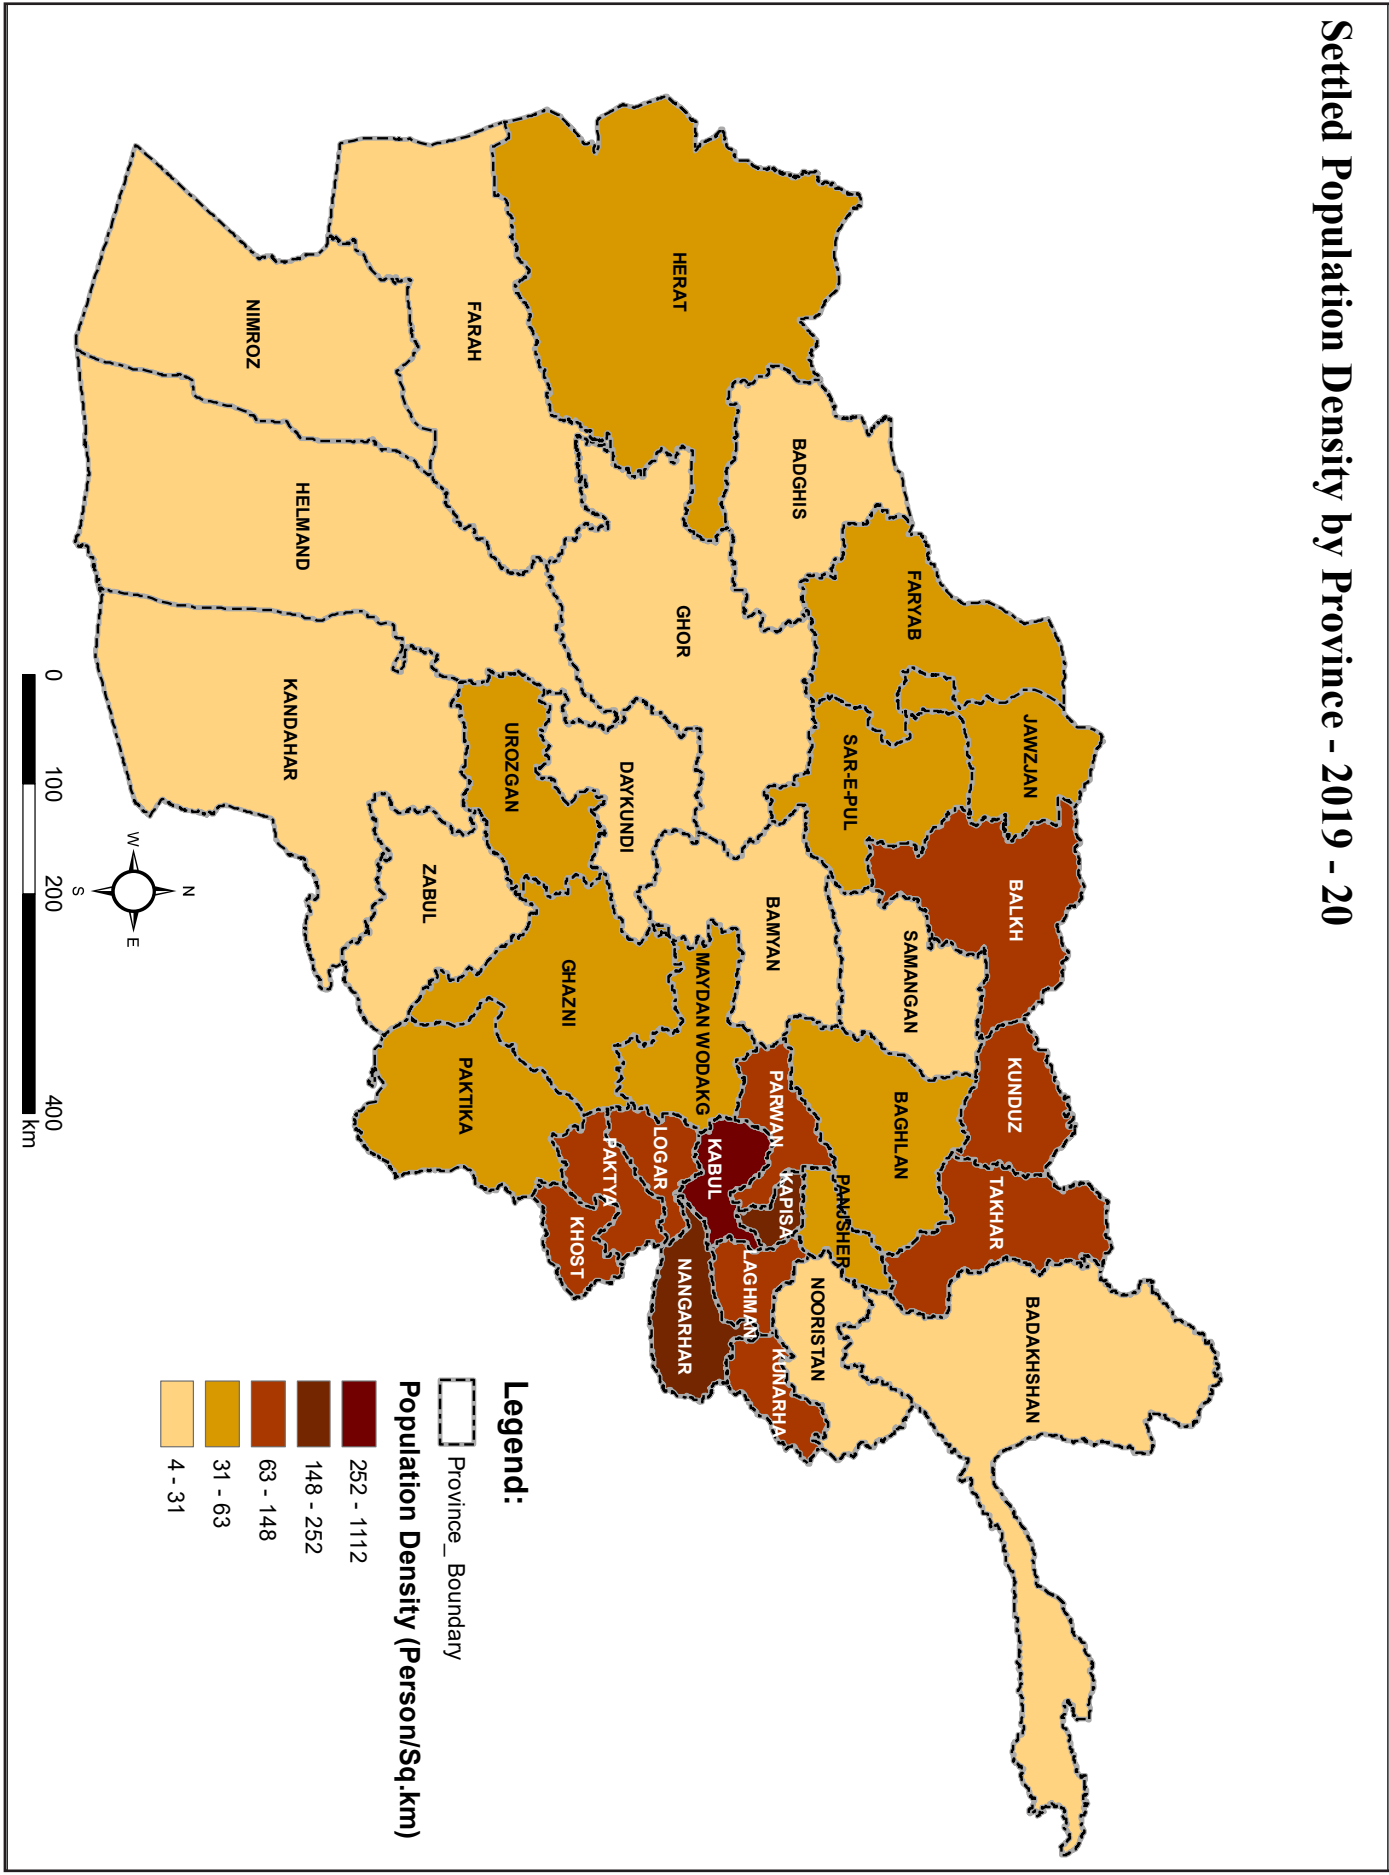 Settled Population Density by Province - 2019 - 20
BADAKHSHAN
JAWZJAN
BALKH
KUNDUZ
TAKHAR
FARYAB
SAMANGAN
BAGHLAN
SAR-E-PUL
PANJSHER
BADGHIS
NOORISTAN
BAMYAN
PARWAN
KAPISA
KUNARHA
LAGHMAN
HERAT
GHOR
MAYDAN WODAKG
KABUL
NANGARHAR
DAYKUNDI
LOGAR
PAKTYA
GHAZNI
KHOST
UROZGAN
FARAH
PAKTIKA
ZABUL
HELMAND
KANDAHAR
NIMROZ
Legend:
Province_ Boundary
Population Density (Person/Sq.km)
252 - 1112
148 - 252
63 - 148
31 - 63
4 - 31
N
W
E
S
0 100 200 400
km